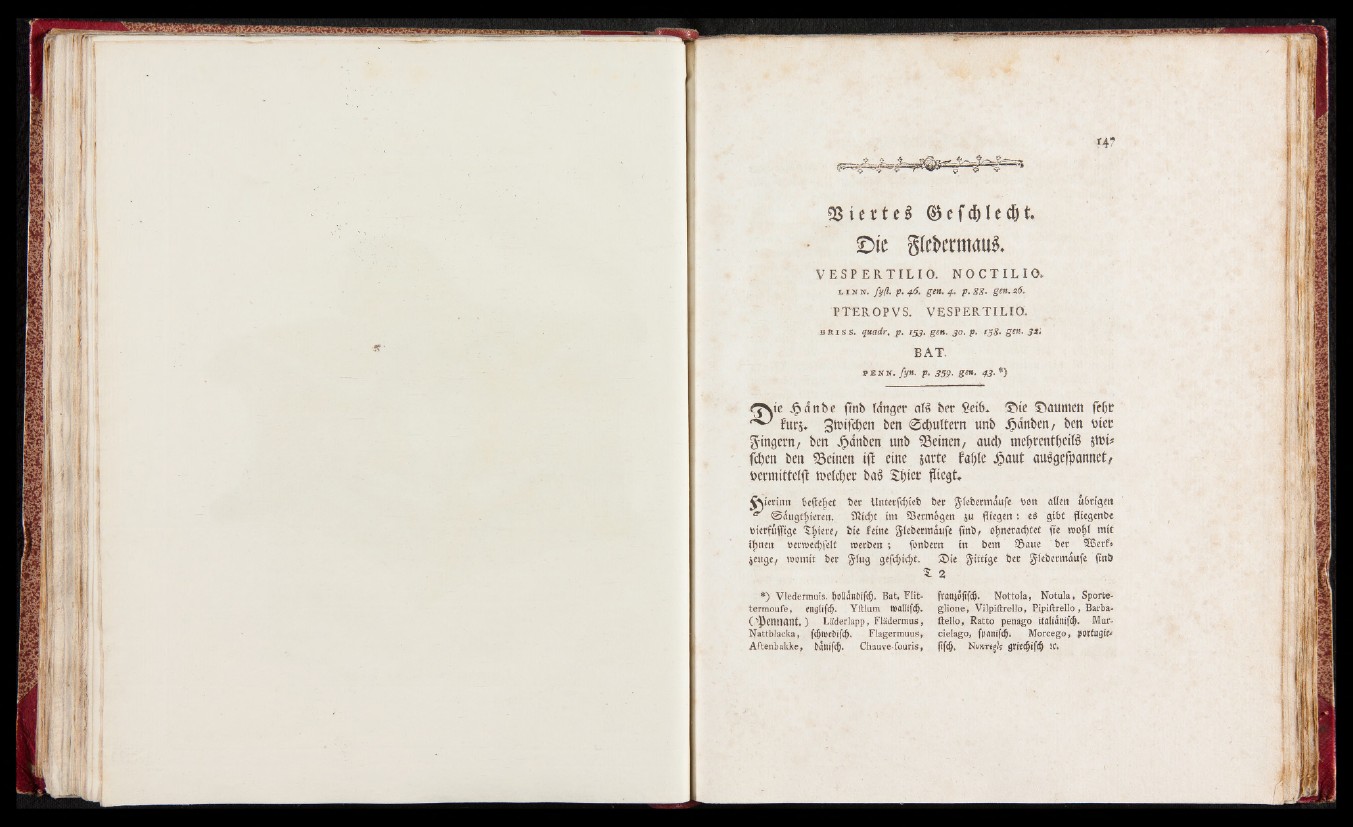 147
Viertes Geschlecht.
Die Fledermaus.
VESPERTILIO. NOCTILIO.
LINN. ſyſt. p. 46. gen. 4. p. 88. gen. 26.
PTEROPVS. VESPERTILIO.
BRISS. quadr. p. 153. gen. 30. p. 158. gen. 32.
BAT.
PENN. ſyn. p. 359. gen. 43. *)
Die Hände ſind länger als der Leib. Die Daumen ſehr
kurz. Zwiſchen den Schultern und Händen, den vier
Fingern, den Händen und Beinen, auch mehrentheils zwi⸗
ſchen den Beinen iſt eine zarte kahle Haut ausgeſpannet,
vermittelſt welcher das Thier fliegt.
Hierinn beſtehet der Unterſchied der Fledermäuſe von allen übrigen
Säugthieren. Nicht im Vermögen zu fliegen: es gibt fliegende
vierfüſſige Thiere, die keine Fledermäuſe ſind, ohnerachtet ſie wohl mit
ihnen verwechſelt werden; ſondern in dem Baue der Werk⸗
zeuge, womit der Flug geſchicht. Die Fittige der Fledermäuſe ſind
T 2
*) Vledermuis. holländiſch. Bat, Flit-
termouſe, engliſch. Yſtlum walliſch.
(Pennant.) Läderlapp, Flädermus,
Nattblacka, ſchwediſch. Flagermuus,
Aftenbakke, däniſch. Chauve-ſouris,
franzöſiſch. Nottola, Notula, Sporte-
glione, Vilpiſtrello, Pipiſtrello, Barba-
ſtello, Ratto penago italiäniſch. Mur-
cielago, ſpaniſch. Morcego, portugie⸗
ſiſch. Νυκτερὶς griechiſch ꝛc.